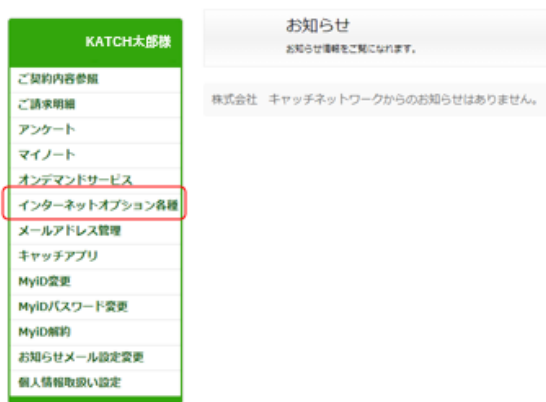 KATCH太郎様
ご契約内容参照
ご請求明細
アンケート
マイノート
オンデマンドサービス
インターネットオプション各種
メールアドレス管理
キャッチアプリ
MyiD変更
MyiDパスワード変更
MyiD解約
お知らせメール設定変更
個人情報取扱い設定
お知らせ
お知らせ情報をご覧になれます。
株式会社　キャッチネットワークからのお知らせはありません。